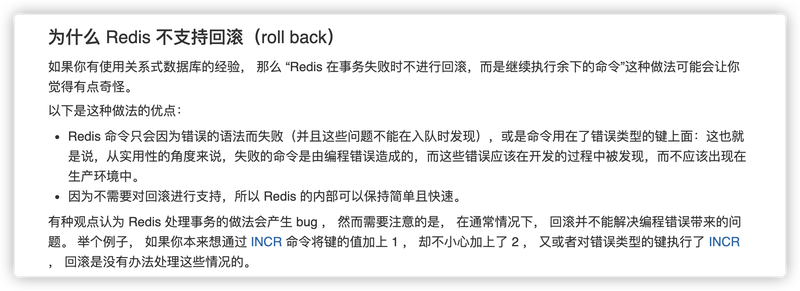 为什么 Redis 不支持回滚（roll back）
如果你有使用关系式数据库的经验， 那么 “Redis 在事务失败时不进行回滚，而是继续执行余下的命令”这种做法可能会让你
觉得有点奇怪。
以下是这种做法的优点：
• Redis 命令只会因为错误的语法而失败（并且这些问题不能在入队时发现），或是命令用在了错误类型的键上面：这也就
是说，从实用性的角度来说，失败的命令是由编程错误造成的，而这些错误应该在开发的过程中被发现，而不应该出现在
生产环境中。
• 因为不需要对回滚进行支持，所以 Redis 的内部可以保持简单且快速。
有种观点认为 Redis 处理事务的做法会产生 bug ， 然而需要注意的是， 在通常情况下， 回滚并不能解决编程错误带来的问
题。 举个例子， 如果你本来想通过 INCR 命令将键的值加上 1 ， 却不小心加上了 2 ， 又或者对错误类型的键执行了 INCR
， 回滚是没有办法处理这些情况的。